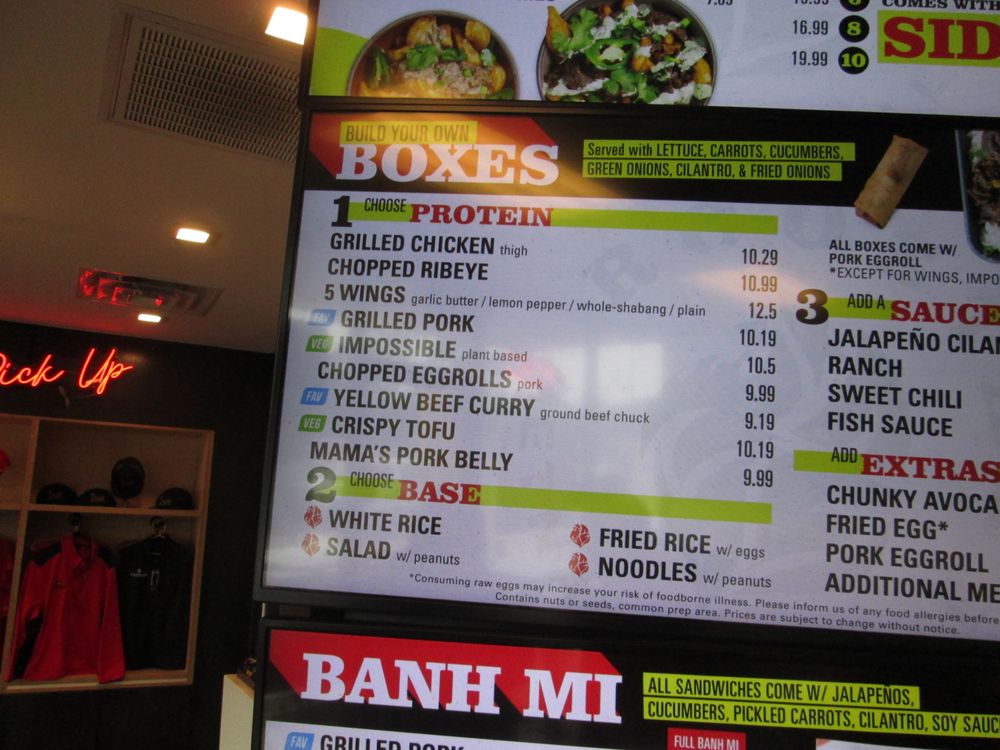 COMES WITH
16.99 8 SID
19.99 10
BUILD YOUR OWN
BOXES
Served with LETTUCE, CARROTS, CUCUMBERS,
GREEN ONIONS, CILANTRO, & FRIED ONIONS
1 CHOOSE PROTEIN
GRILLED CHICKEN thigh 10.29
CHOPPED RIBEYE 10.99
5 WINGS garlic butter / lemon pepper / whole-shabang / plain 12.5
FAV GRILLED PORK 10.19
VEG IMPOSSIBLE plant based 10.5
CHOPPED EGGROLLS pork 9.99
FAV YELLOW BEEF CURRY ground beef chuck 9.19
VEG CRISPY TOFU 10.19
MAMA'S PORK BELLY 9.99
2 CHOOSE BASE
WHITE RICE
SALAD w/ peanuts
FRIED RICE w/ eggs
NOODLES w/ peanuts
ALL BOXES COME W/
PORK EGGROLL
*EXCEPT FOR WINGS, IMPO
3 ADD A SAUCE
JALAPEÑO CILAN
RANCH
SWEET CHILI
FISH SAUCE
ADD EXTRAS
CHUNKY AVOCA
FRIED EGG*
PORK EGGROLL
ADDITIONAL ME
*Consuming raw eggs may increase your risk of foodborne illness. Please inform us of any food allergies before
Contains nuts or seeds, common prep area. Prices are subject to change without notice.
BANH MI
ALL SANDWICHES COME W/ JALAPEÑOS,
CUCUMBERS, PICKLED CARROTS, CILANTRO, SOY SAUC
FULL BANH MI
FAV GRILLED PORK
Pick Up